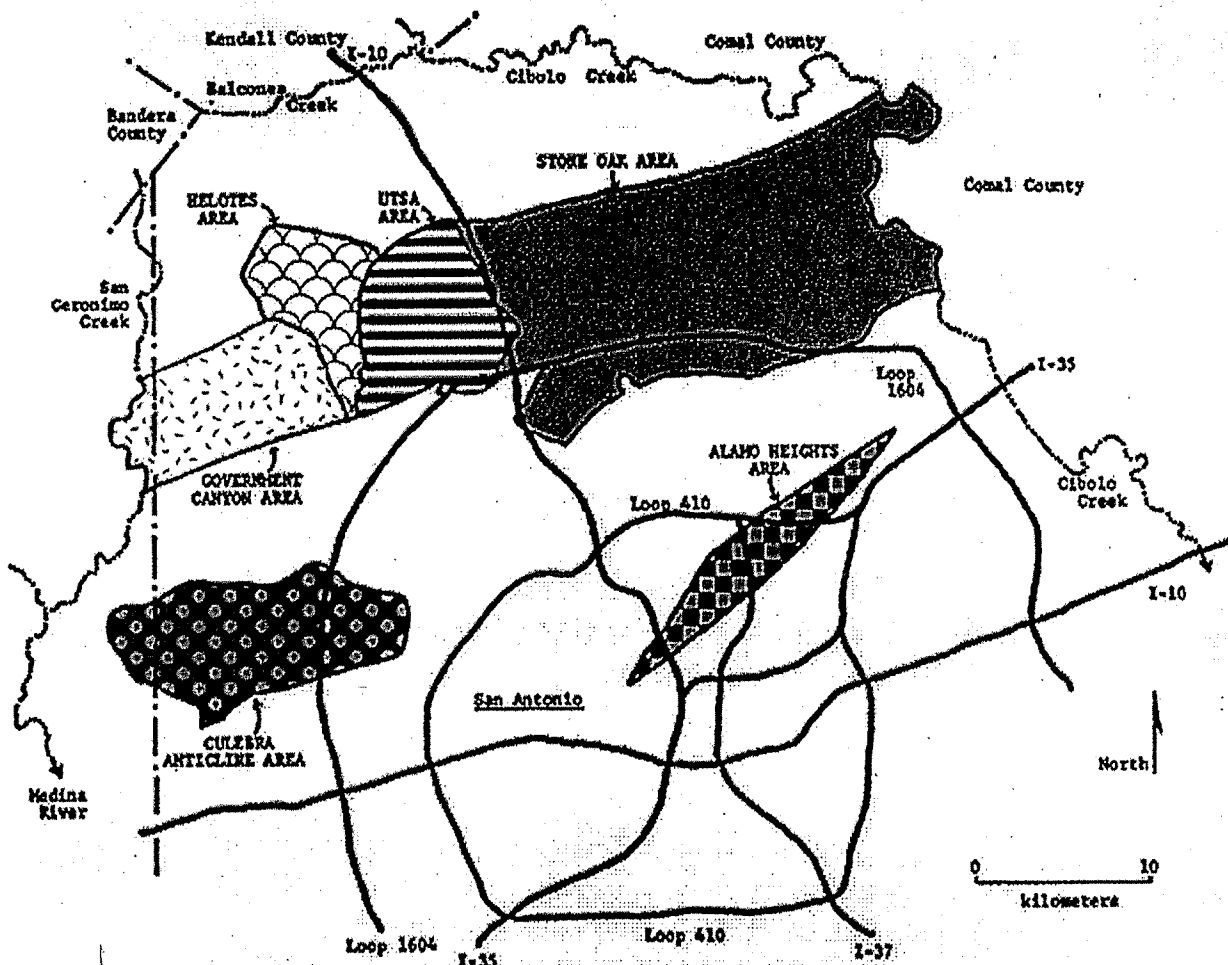 Kendall County
I-10
Comal County
Cibolo Creek
Balcones
Creek
Bandera
County
STONE OAK AREA
Comal County
HELOTES
AREA
UTSA
AREA
San
Geronimo
Creek
I-35
Loop
1604
ALAMO HEIGHTS
AREA
GOVERNMENT
CANYON AREA
Loop 410
Cibolo
Creek
I-10
San Antonio
CULEBRA
ANTICLINE AREA
North
Medina
River
0 10
kilometers
Loop 1604
I-35
Loop 410
I-37